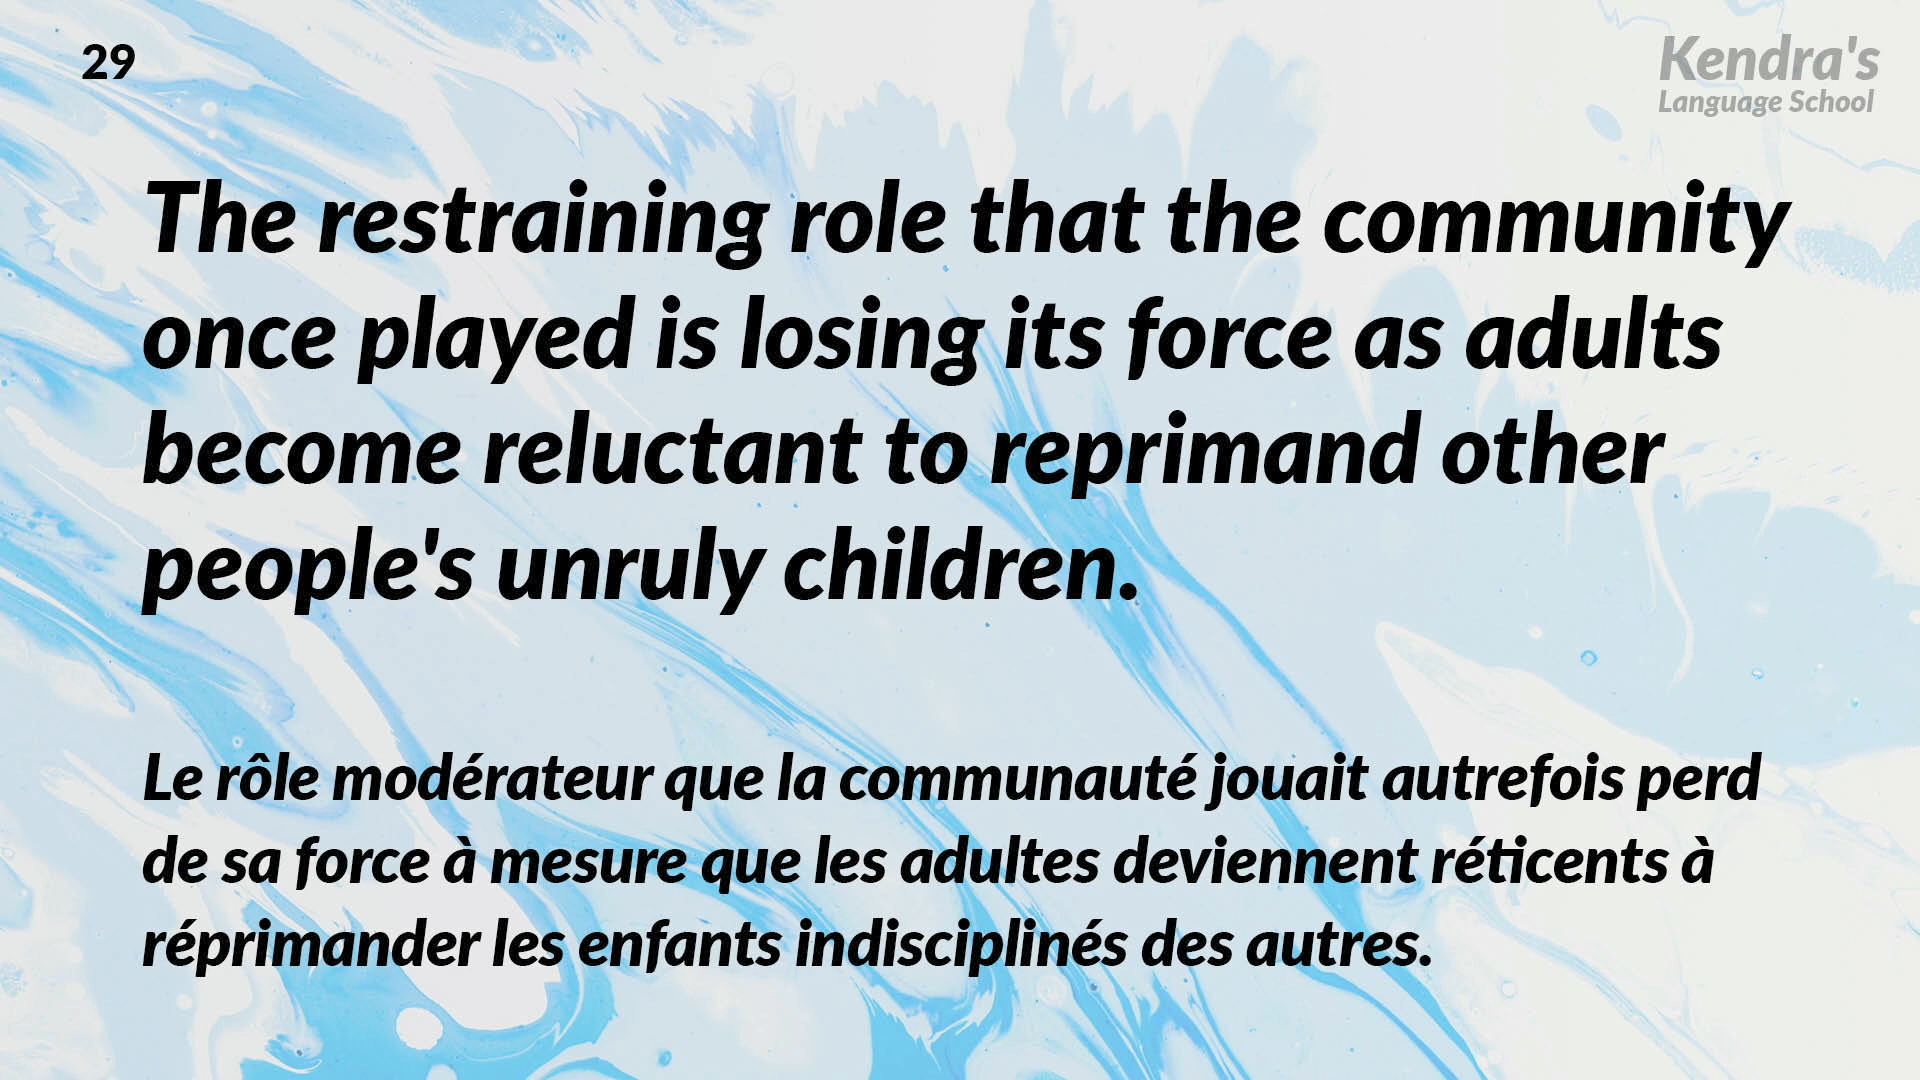 29
Kendra's
Language School
The restraining role that the community
once played is losing its force as adults
become reluctant to reprimand other
people's unruly children.
Le rôle modérateur que la communauté jouait autrefois perd
de sa force à mesure que les adultes deviennent réticents à
réprimander les enfants indisciplinés des autres.